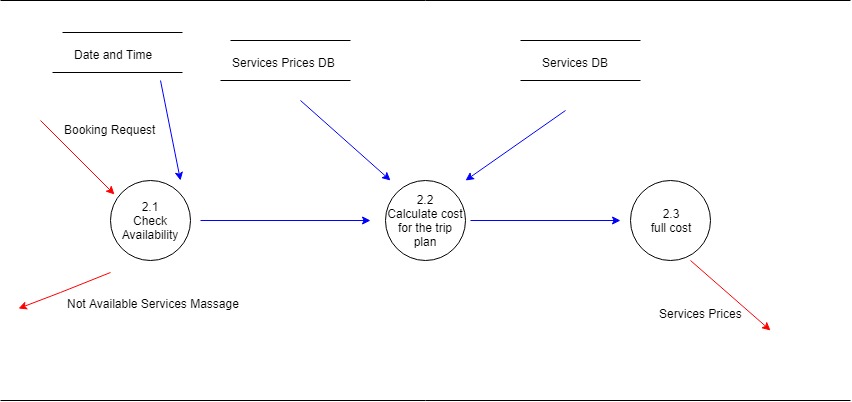 Date and Time
Services Prices DB
Services DB
Booking Request
2.1
Check
Availability
2.2
Calculate cost
for the trip
plan
2.3
full cost
Not Available Services Massage
Services Prices